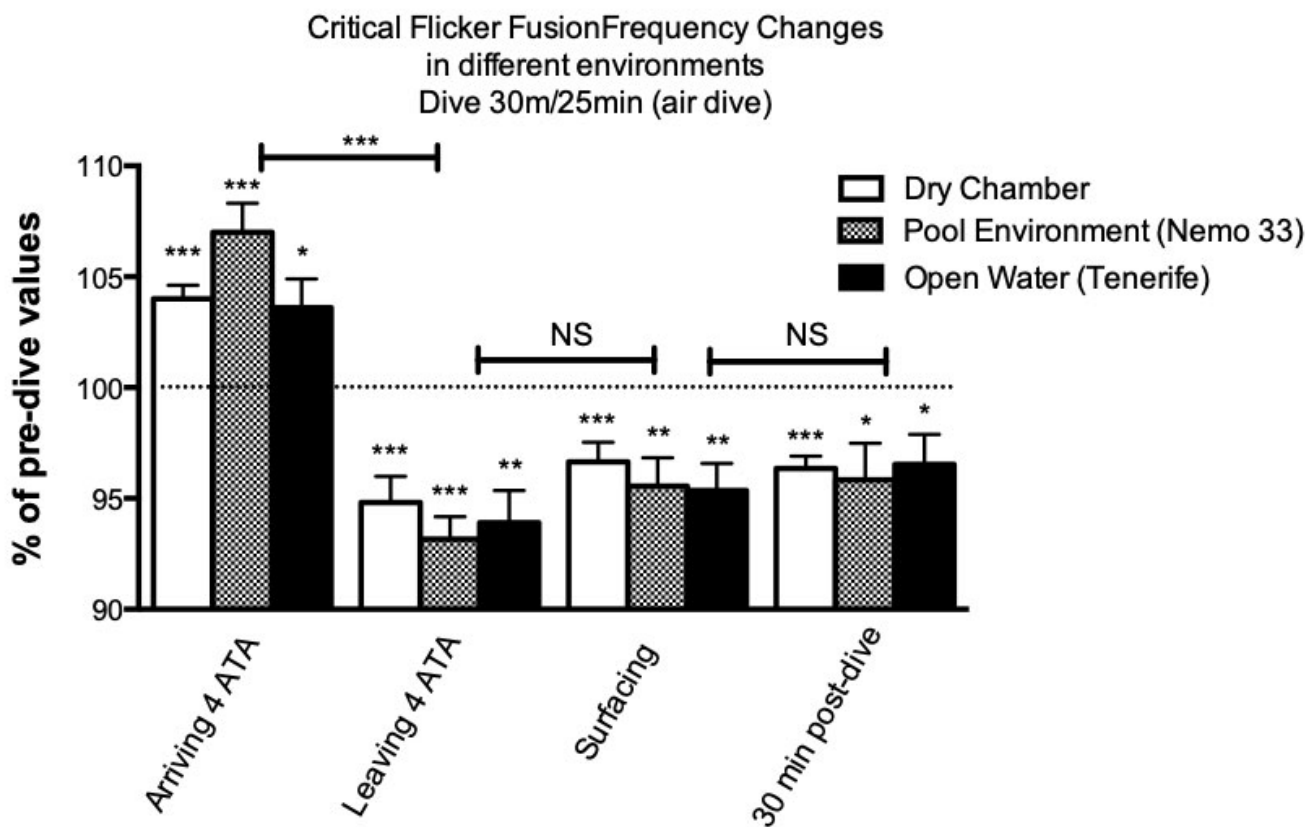 Critical Flicker FusionFrequency Changes
in different environments
Dive 30m/25min (air dive)
***
110
***
***
*
105
Dry Chamber
Pool Environment (Nemo 33)
Open Water (Tenerife)
% of pre-dive values
NS
NS
100
***
***
**
***
**
**
***
*
*
95
90
Arriving 4 ATA
Leaving 4 ATA
Surfacing
30 min post-dive